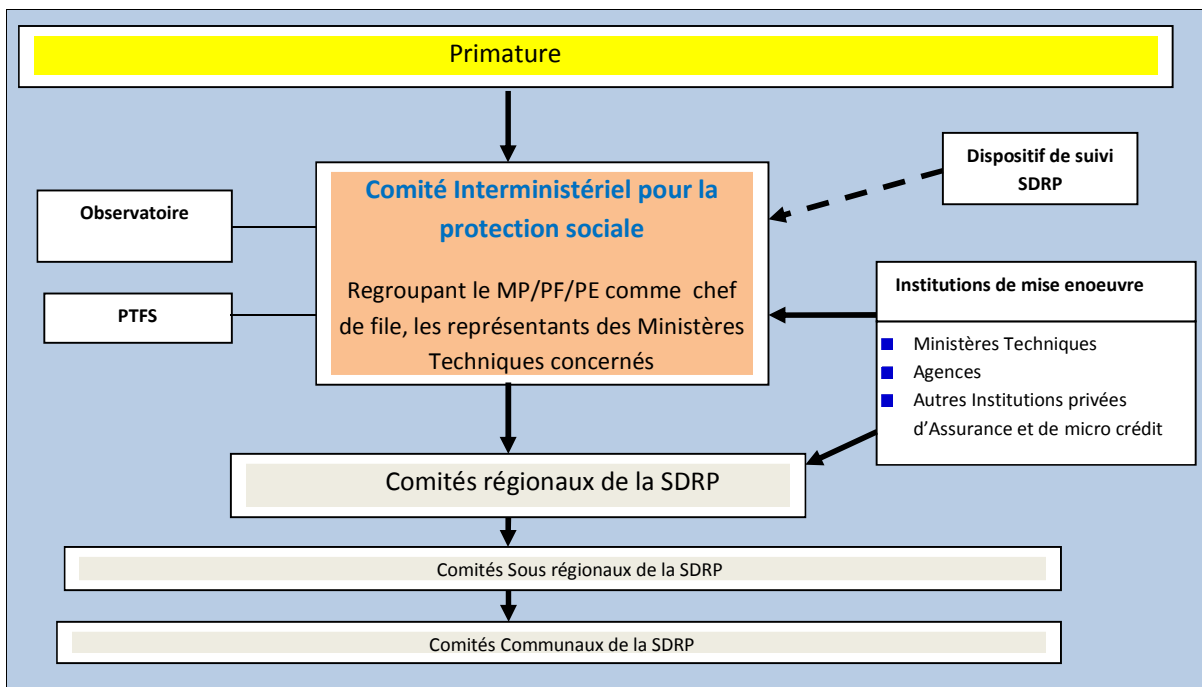 Primature
Dispositif de suivi
SDRP
Comité Interministériel pour la
protection sociale
Observatoire
Regroupant le MP/PF/PE comme chef
de file, les représentants des Ministères
Techniques concernés
PTFS
Institutions de mise enoeuvre
Ministères Techniques
Agences
Autres Institutions privées
d’Assurance et de micro crédit
Comités régionaux de la SDRP
Comités Sous régionaux de la SDRP
Comités Communaux de la SDRP